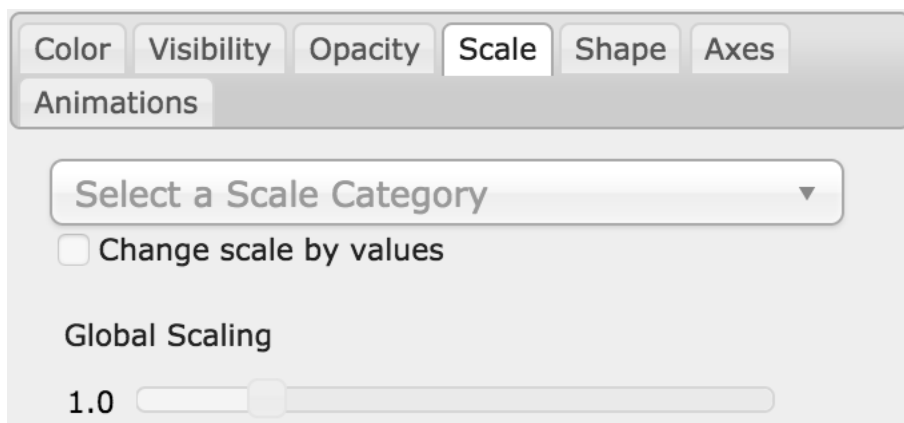 Color Visibility Opacity Scale Shape Axes
Animations
Select a Scale Category
Change scale by values
Global Scaling
1.0